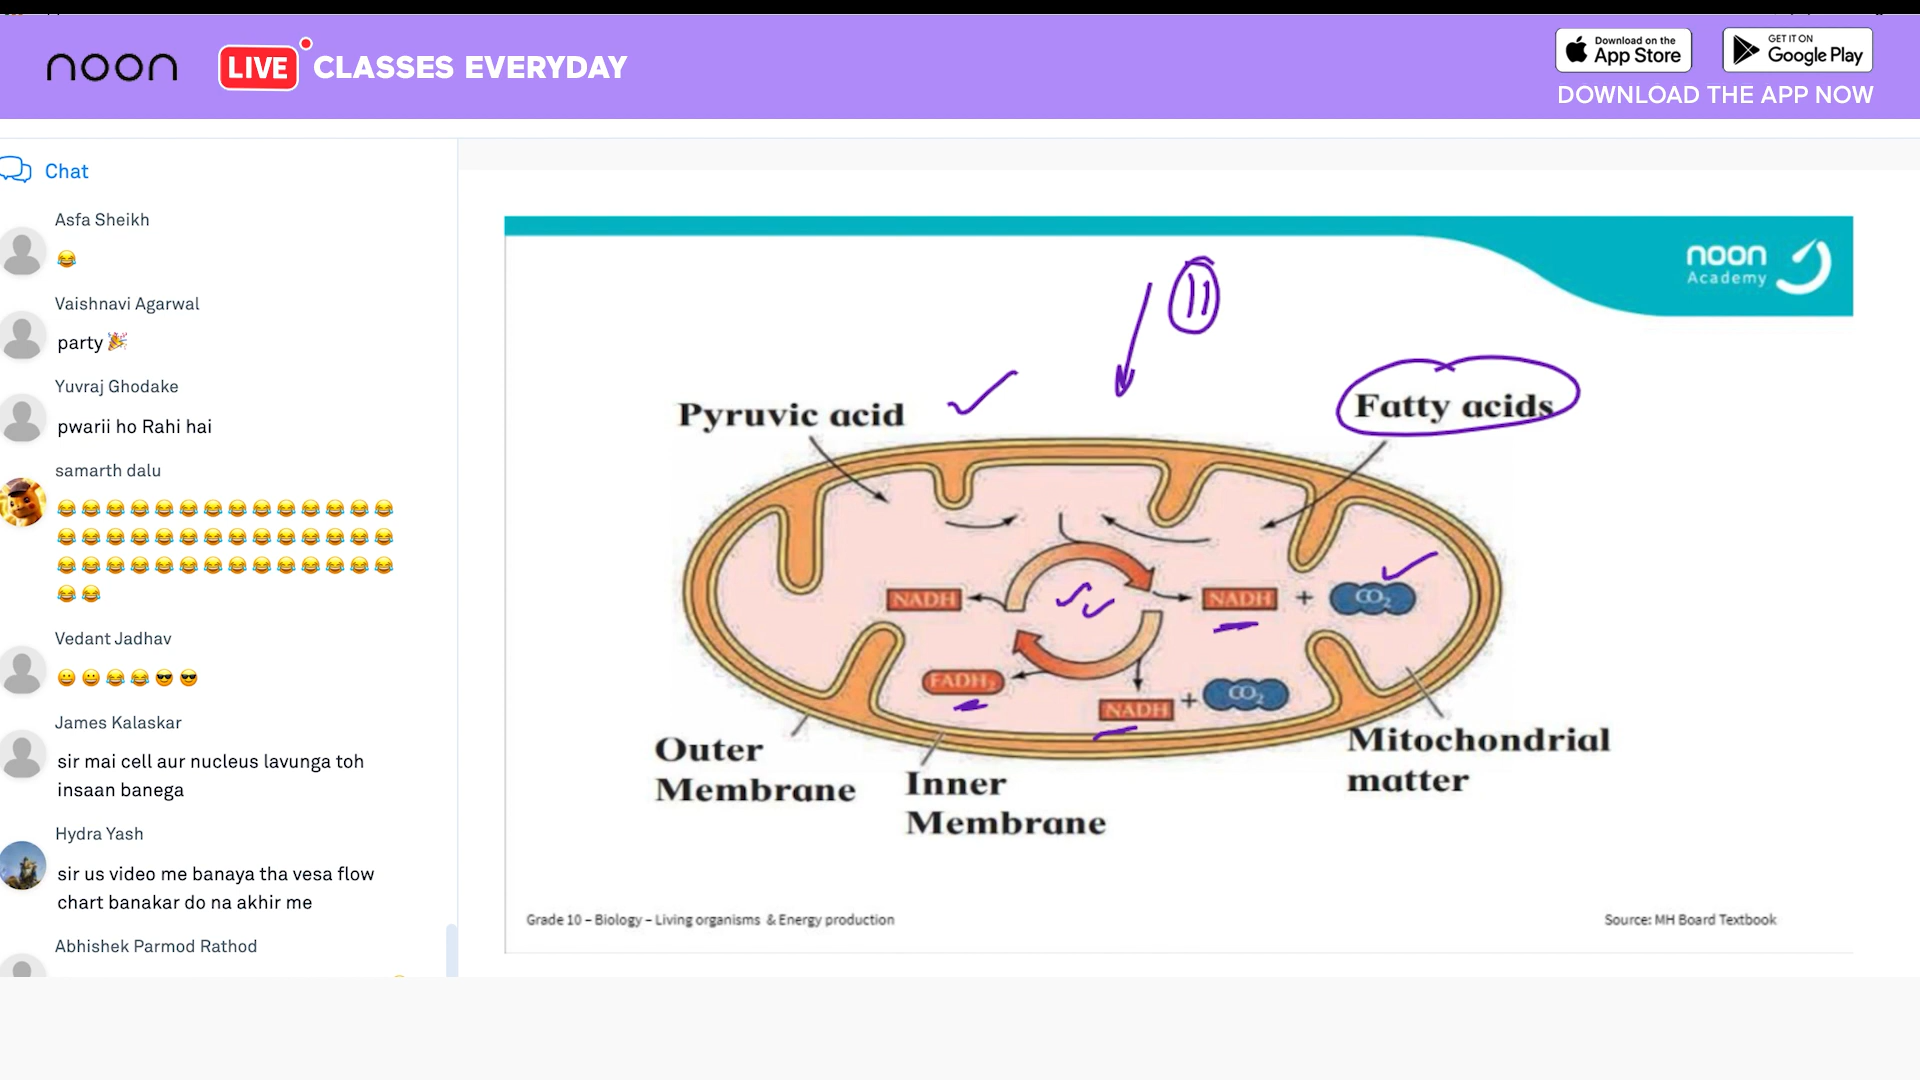 noon LIVE CLASSES EVERYDAY
Download on the
App Store
GET IT ON
Google Play
DOWNLOAD THE APP NOW
Chat
Asfa Sheikh
😂
Vaishnavi Agarwal
party 🎉
Yuvraj Ghodake
pwarii ho Rahi hai
samarth dalu
😂😂😂😂😂😂😂😂😂😂😂😂😂😂
😂😂😂😂😂😂😂😂😂😂😂😂😂😂
😂😂😂😂😂😂😂😂😂😂😂😂😂😂
😂😂
Vedant Jadhav
😀😀😂😂😎😎
James Kalaskar
sir mai cell aur nucleus lavunga toh
insaan banega
Hydra Yash
sir us video me banaya tha vesa flow
chart banakar do na akhir me
Abhishek Parmod Rathod
noon
Academy
11
Pyruvic acid
Fatty acids
NADH
NADH + CO₂
FADH₂
NADH + CO₂
Outer
Membrane
Inner
Membrane
Mitochondrial
matter
Grade 10 – Biology – Living organisms & Energy production
Source: MH Board Textbook